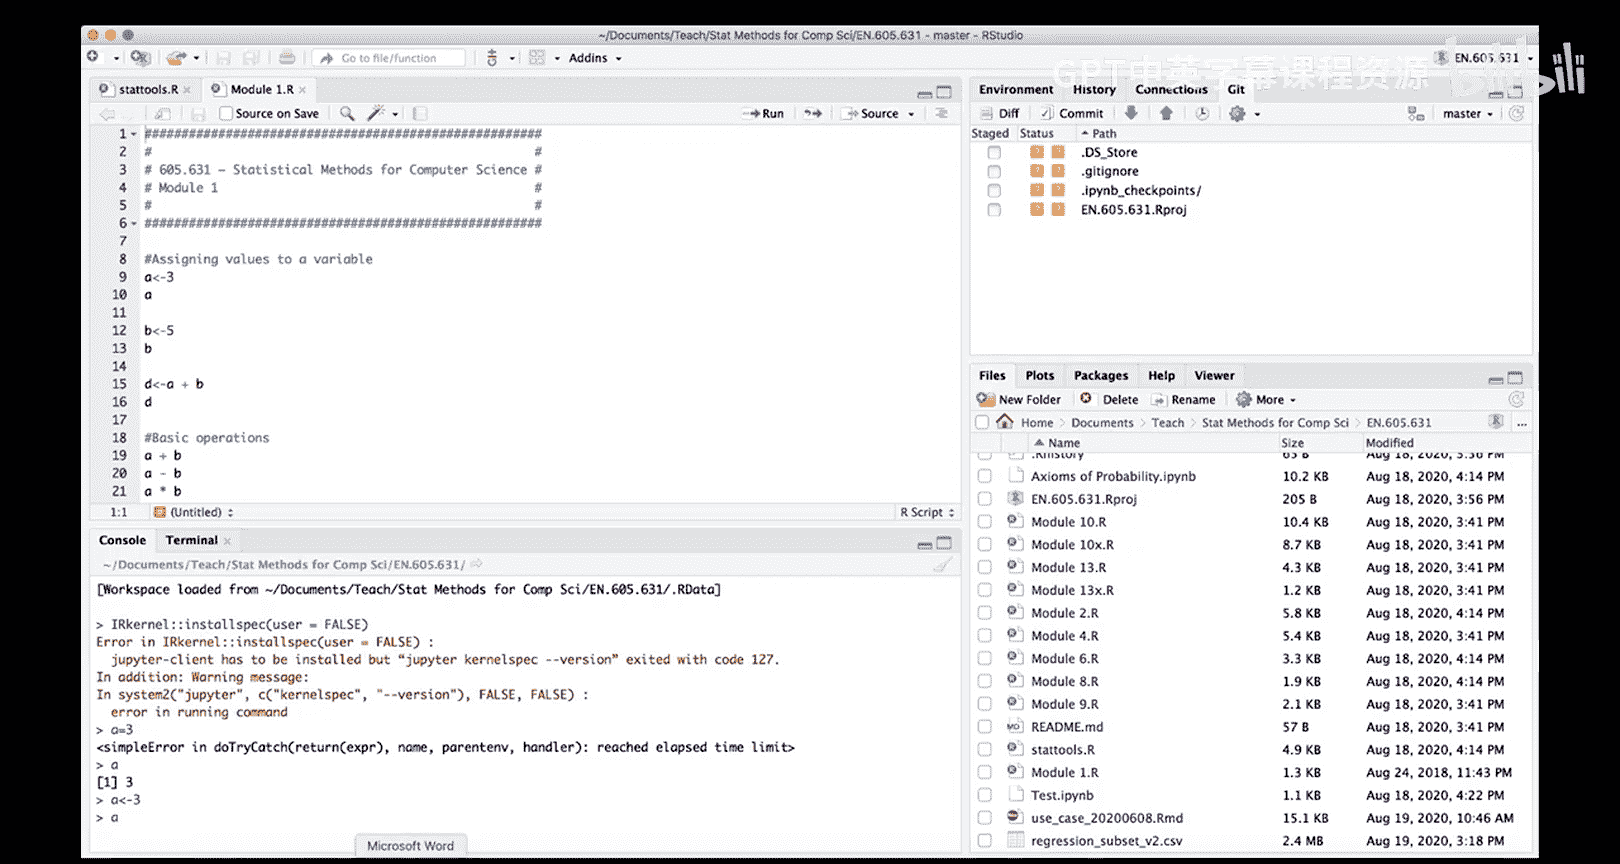 ~/Documents/Teach/Stat Methods for Comp Sci/EN.605.631 - master - RStudio
Go to file/function
Addins
EN.605.631
GPT中英字幕课程资源
bilibili
stattools.R
Module 1.R
Source on Save
Run
Source
1 ######################################################
2 # #
3 # 605.631 - Statistical Methods for Computer Science #
4 # Module 1 #
5 # #
6 ######################################################
7
8 #Assigning values to a variable
9 a<-3
10 a
11
12 b<-5
13 b
14
15 d<-a + b
16 d
17
18 #Basic operations
19 a + b
20 a - b
21 a * b
1:1 (Untitled) R Script
Console Terminal
~/Documents/Teach/Stat Methods for Comp Sci/EN.605.631/
[Workspace loaded from ~/Documents/Teach/Stat Methods for Comp Sci/EN.605.631/.RData]
> IRkernel::installspec(user = FALSE)
Error in IRkernel::installspec(user = FALSE) :
jupyter-client has to be installed but “jupyter kernelspec --version” exited with code 127.
In addition: Warning message:
In system2("jupyter", c("kernelspec", "--version"), FALSE, FALSE) :
error in running command
> a=3
<simpleError in doTryCatch(return(expr), name, parentenv, handler): reached elapsed time limit>
> a
[1] 3
> a<-3
> a
Microsoft Word
Environment History Connections Git
Diff Commit master
Staged Status Path
.DS_Store
.gitignore
.ipynb_checkpoints/
EN.605.631.Rproj
Files Plots Packages Help Viewer
New Folder Delete Rename More
Home Documents Teach Stat Methods for Comp Sci EN.605.631 ...
Name Size Modified
.Rhistory 63 B Aug 18, 2020, 3:56 PM
Axioms of Probability.ipynb 10.2 KB Aug 18, 2020, 4:14 PM
EN.605.631.Rproj 205 B Aug 18, 2020, 3:56 PM
Module 10.R 10.4 KB Aug 18, 2020, 3:41 PM
Module 10x.R 8.7 KB Aug 18, 2020, 3:41 PM
Module 13.R 4.3 KB Aug 18, 2020, 3:41 PM
Module 13x.R 1.2 KB Aug 18, 2020, 3:41 PM
Module 2.R 5.8 KB Aug 18, 2020, 4:14 PM
Module 4.R 5.4 KB Aug 18, 2020, 3:41 PM
Module 6.R 3.3 KB Aug 18, 2020, 4:14 PM
Module 8.R 1.9 KB Aug 18, 2020, 4:14 PM
Module 9.R 2.1 KB Aug 18, 2020, 3:41 PM
README.md 57 B Aug 18, 2020, 3:41 PM
stattools.R 4.9 KB Aug 18, 2020, 4:14 PM
Module 1.R 1.3 KB Aug 24, 2018, 11:43 PM
Test.ipynb 1.1 KB Aug 18, 2020, 4:22 PM
use_case_20200608.Rmd 15.1 KB Aug 19, 2020, 10:46 AM
regression_subset_v2.csv 2.4 MB Aug 19, 2020, 3:18 PM